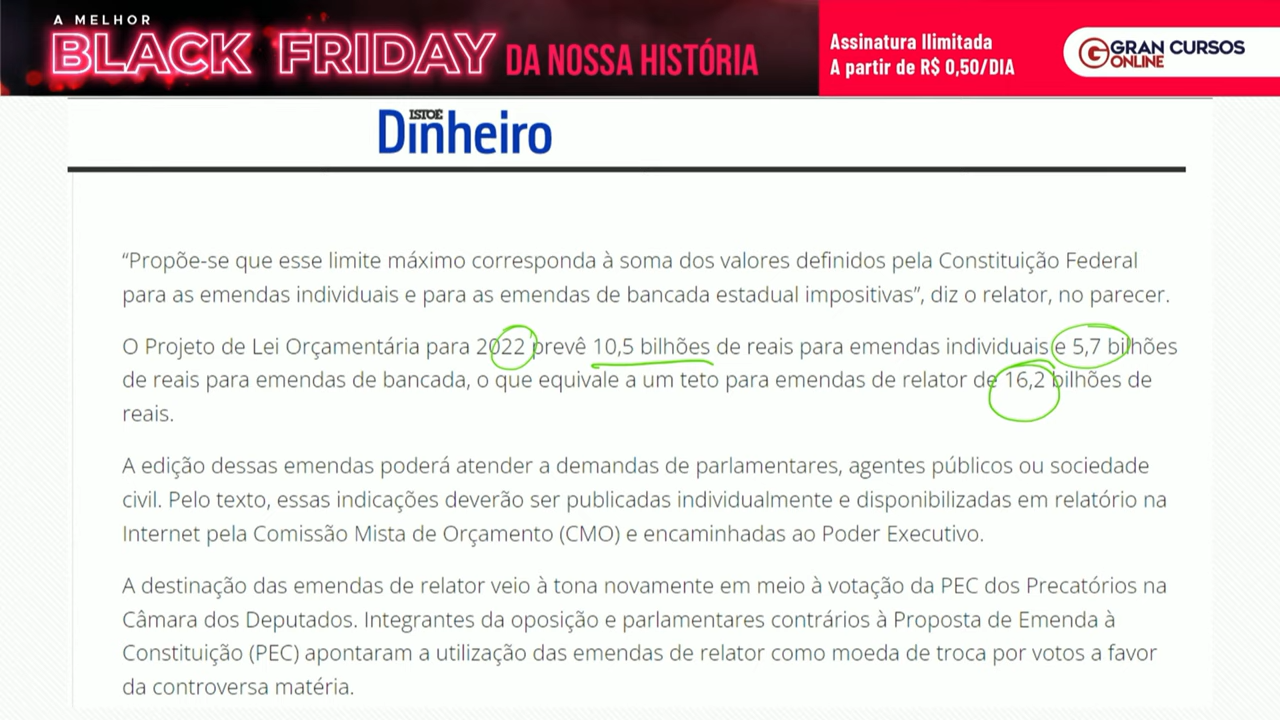 A MELHOR
BLACK FRIDAY DA NOSSA HISTÓRIA
Assinatura Ilimitada
A partir de R$ 0,50/DIA
GRAN CURSOS
ONLINE
ISTOÉ
Dinheiro
“Propõe-se que esse limite máximo corresponda à soma dos valores definidos pela Constituição Federal
para as emendas individuais e para as emendas de bancada estadual impositivas”, diz o relator, no parecer.
O Projeto de Lei Orçamentária para 2022 prevê 10,5 bilhões de reais para emendas individuais e 5,7 bilhões
de reais para emendas de bancada, o que equivale a um teto para emendas de relator de 16,2 bilhões de
reais.
A edição dessas emendas poderá atender a demandas de parlamentares, agentes públicos ou sociedade
civil. Pelo texto, essas indicações deverão ser publicadas individualmente e disponibilizadas em relatório na
Internet pela Comissão Mista de Orçamento (CMO) e encaminhadas ao Poder Executivo.
A destinação das emendas de relator veio à tona novamente em meio à votação da PEC dos Precatórios na
Câmara dos Deputados. Integrantes da oposição e parlamentares contrários à Proposta de Emenda à
Constituição (PEC) apontaram a utilização das emendas de relator como moeda de troca por votos a favor
da controversa matéria.